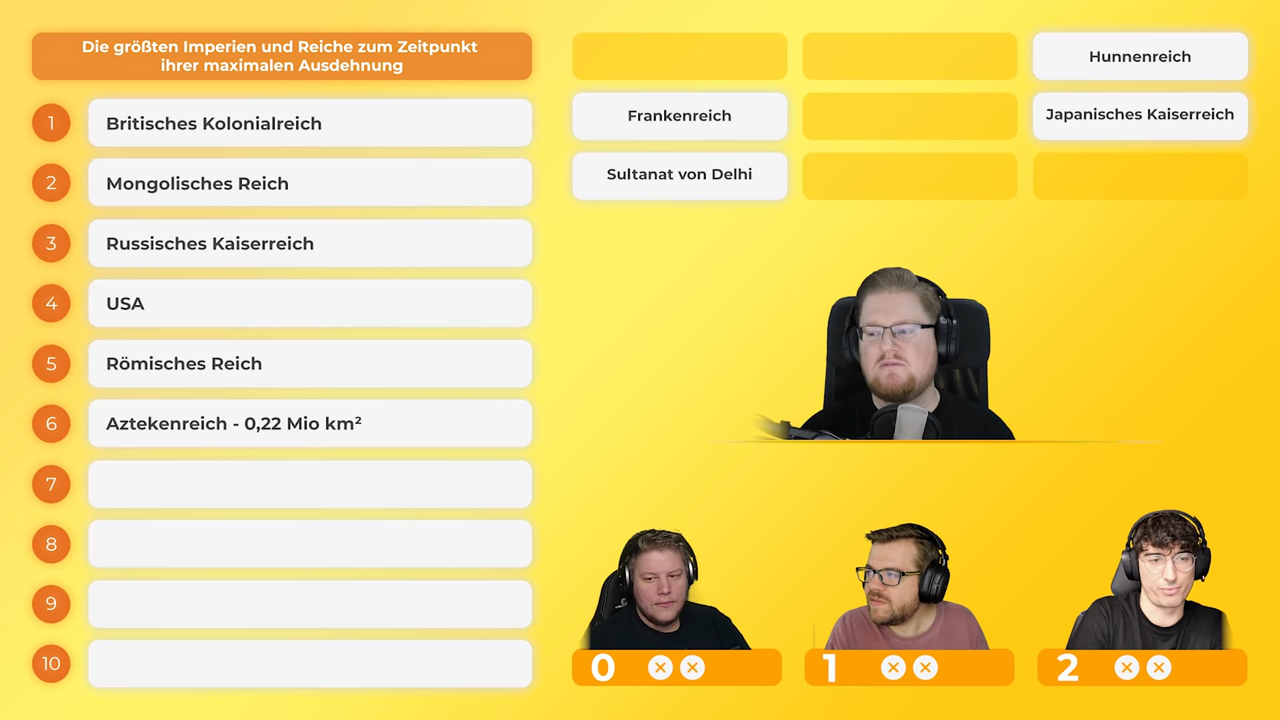 Die größten Imperien und Reiche zum Zeitpunkt
ihrer maximalen Ausdehnung
1 Britisches Kolonialreich
2 Mongolisches Reich
3 Russisches Kaiserreich
4 USA
5 Römisches Reich
6 Aztekenreich - 0,22 Mio km²
7
8
9
10
Hunnenreich
Frankenreich
Japanisches Kaiserreich
Sultanat von Delhi
0
1
2